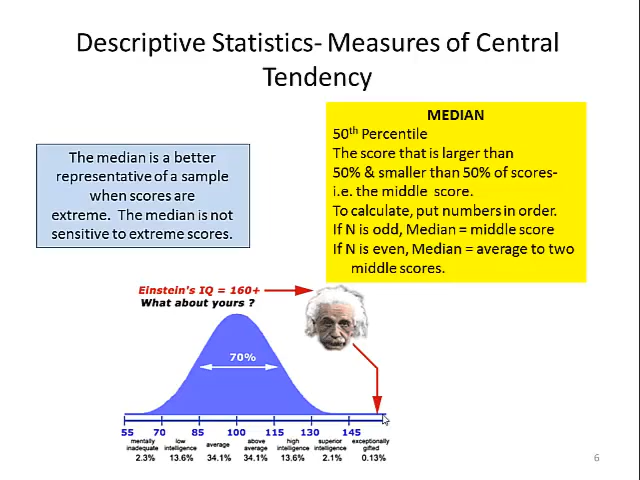 Descriptive Statistics- Measures of Central
Tendency
The median is a better
representative of a sample
when scores are
extreme. The median is not
sensitive to extreme scores.
MEDIAN
50th Percentile
The score that is larger than
50% & smaller than 50% of scores-
i.e. the middle score.
To calculate, put numbers in order.
If N is odd, Median = middle score
If N is even, Median = average to two
middle scores.
Einstein's IQ = 160+
What about yours ?
70%
55 70 85 100 115 130 145
mentally inadequate low intelligence average above average high intelligence superior intelligence exceptionally gifted
2.3% 13.6% 34.1% 34.1% 13.6% 2.1% 0.13%
6